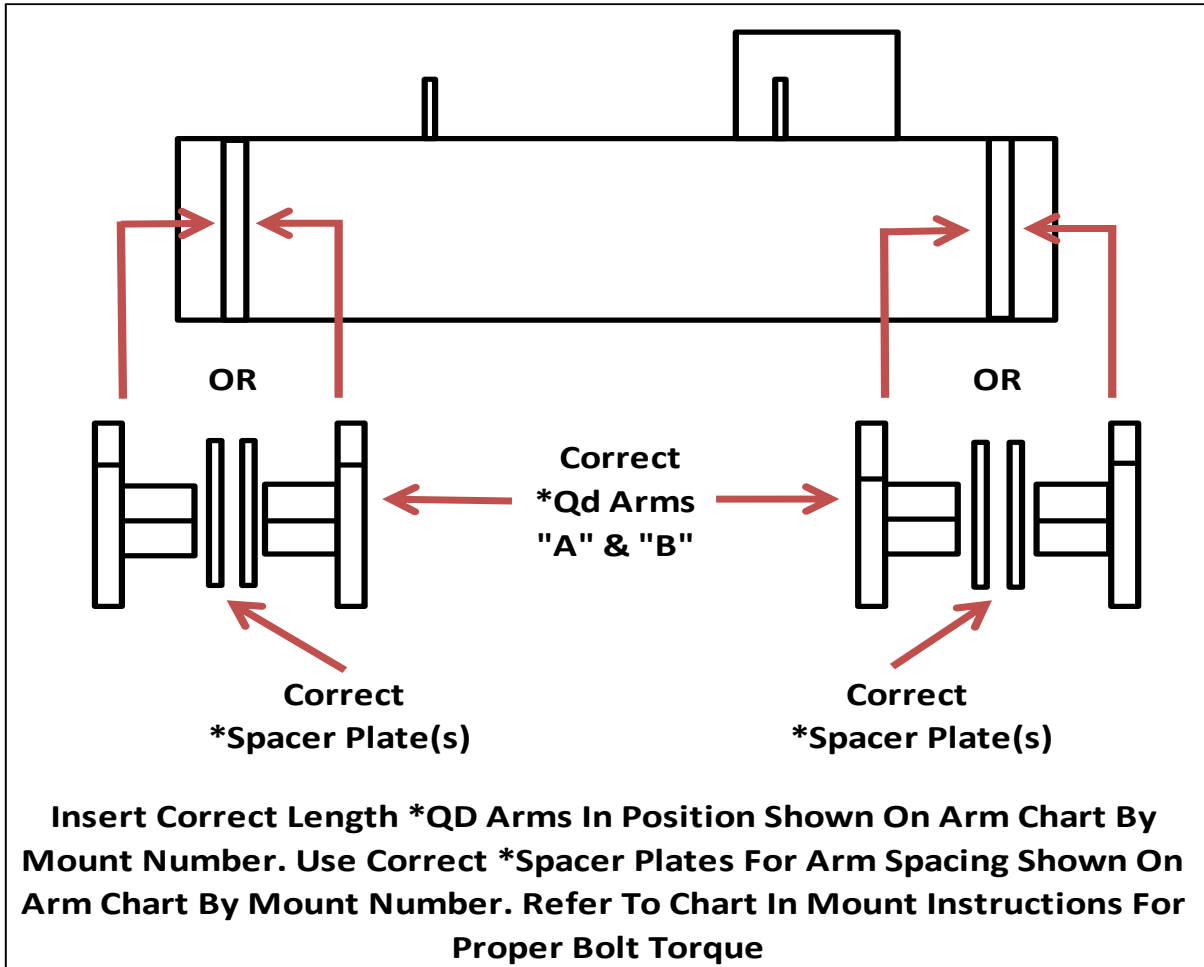 OR
OR
Correct
*Qd Arms
"A" & "B"
Correct
*Spacer Plate(s)
Correct
*Spacer Plate(s)
Insert Correct Length *QD Arms In Position Shown On Arm Chart By
Mount Number. Use Correct *Spacer Plates For Arm Spacing Shown On
Arm Chart By Mount Number. Refer To Chart In Mount Instructions For
Proper Bolt Torque